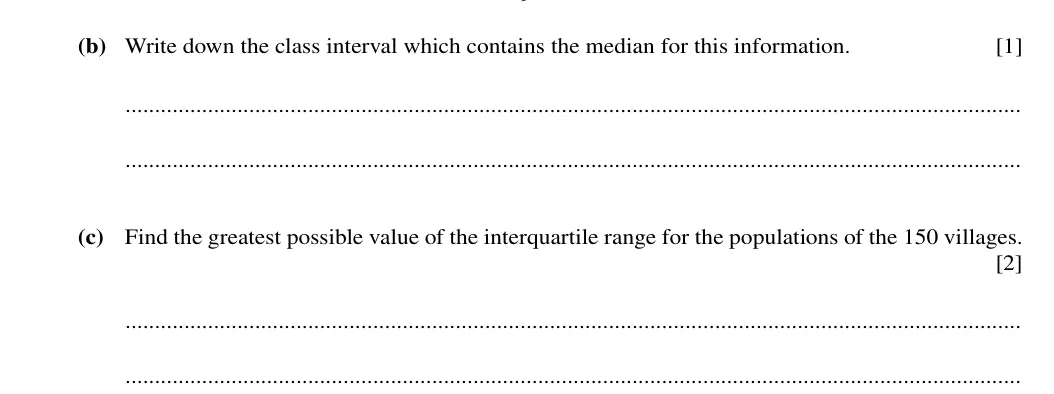 (b) Write down the class interval which contains the median for this information. [1]
(c) Find the greatest possible value of the interquartile range for the populations of the 150 villages.
[2]